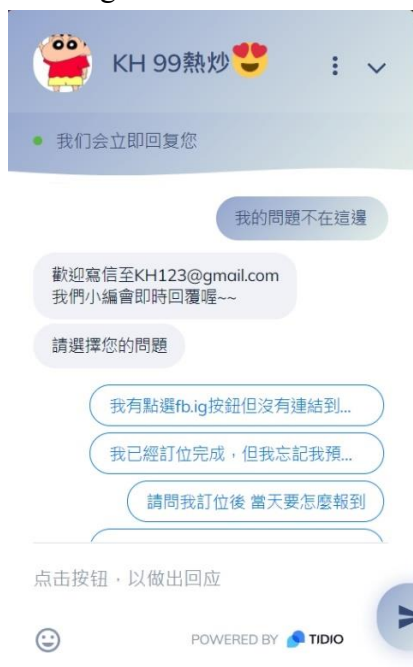 KH 99熱炒
我们会立即回复您
我的問題不在這邊
歡迎寫信至KH123@gmail.com
我們小編會即時回覆喔~~
請選擇您的問題
我有點選fb.ig按鈕但沒有連結到...
我已經訂位完成，但我忘記我預...
請問我訂位後 當天要怎麼報到
点击按钮，以做出回应
POWERED BY TIDIO